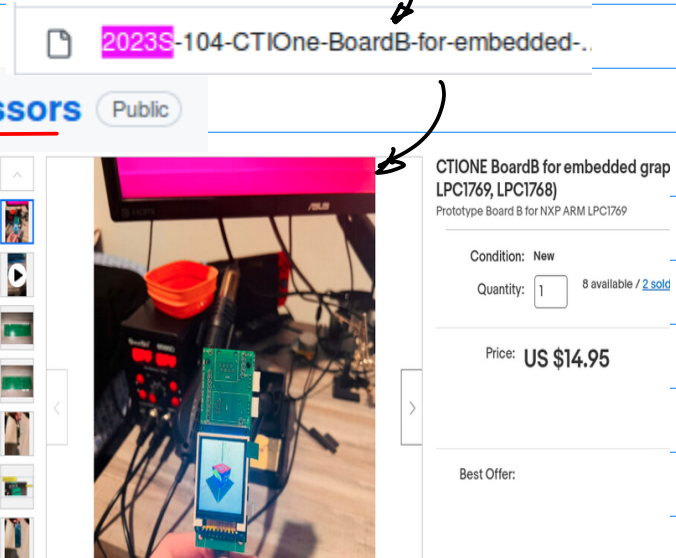 2023S-104-CTIOne-BoardB-for-embedded-..
ssors Public
CTIONE BoardB for embedded grap
LPC1769, LPC1768)
Prototype Board B for NXP ARM LPC1769
Condition: New
Quantity: 1 8 available / 2 sold
Price: US $14.95
Best Offer:
HDMI
ASUS